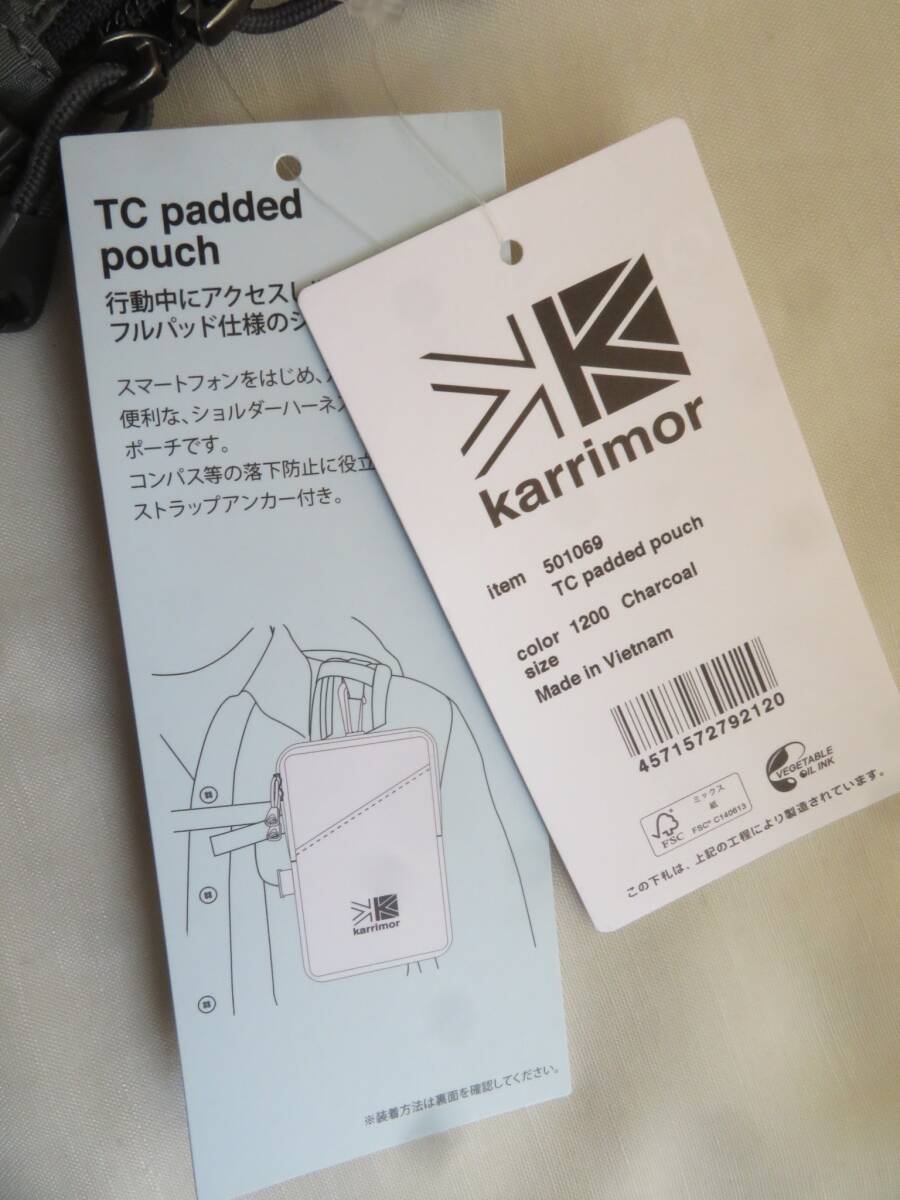 TC padded
pouch
行動中にアクセスし
フルパッド仕様のシ
スマートフォンをはじめ、
便利な、ショルダーハーネス
ポーチです。
コンパス等の落下防止に役立
ストラップアンカー付き。
karrimor
※装着方法は裏面を確認してください。
karrimor
item 501069
TC padded pouch
color 1200 Charcoal
size
Made in Vietnam
4571572792120
FSC
ミックス
紙
FSC® C140613
VEGETABLE
OIL INK
この下札は、上記の工程により製造されています。